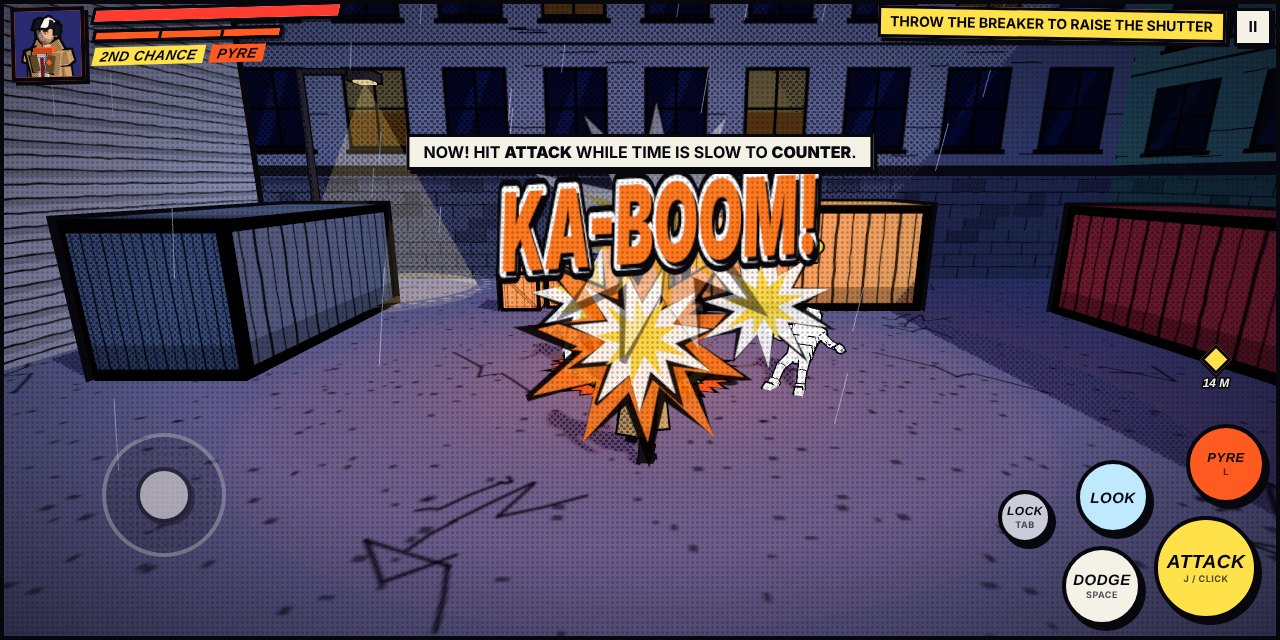 THROW THE BREAKER TO RAISE THE SHUTTER
II
2ND CHANCE PYRE
NOW! HIT ATTACK WHILE TIME IS SLOW TO COUNTER.
KA-BOOM!
14 M
PYRE
L
LOOK
LOCK
TAB
ATTACK
J / CLICK
DODGE
SPACE